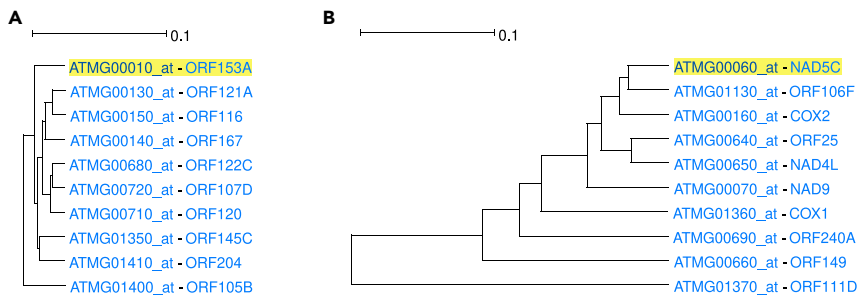 A
0.1
ATMG00010_at - ORF153A
ATMG00130_at - ORF121A
ATMG00150_at - ORF116
ATMG00140_at - ORF167
ATMG00680_at - ORF122C
ATMG00720_at - ORF107D
ATMG00710_at - ORF120
ATMG01350_at - ORF145C
ATMG01410_at - ORF204
ATMG01400_at - ORF105B
B
0.1
ATMG00060_at - NAD5C
ATMG01130_at - ORF106F
ATMG00160_at - COX2
ATMG00640_at - ORF25
ATMG00650_at - NAD4L
ATMG00070_at - NAD9
ATMG01360_at - COX1
ATMG00690_at - ORF240A
ATMG00660_at - ORF149
ATMG01370_at - ORF111D